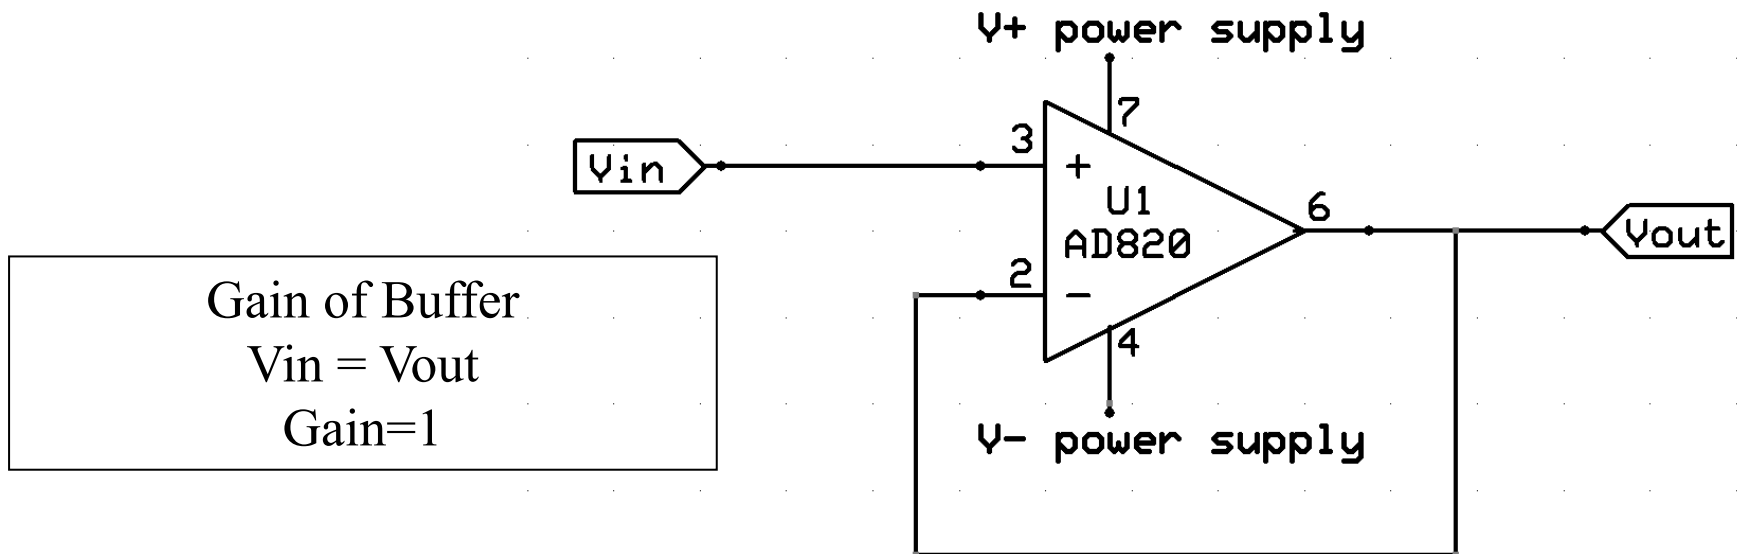 V+ power supply
7
3
Vin
+
U1
6
AD820
Vout
2
-
Gain of Buffer
Vin = Vout
Gain=1
4
V- power supply